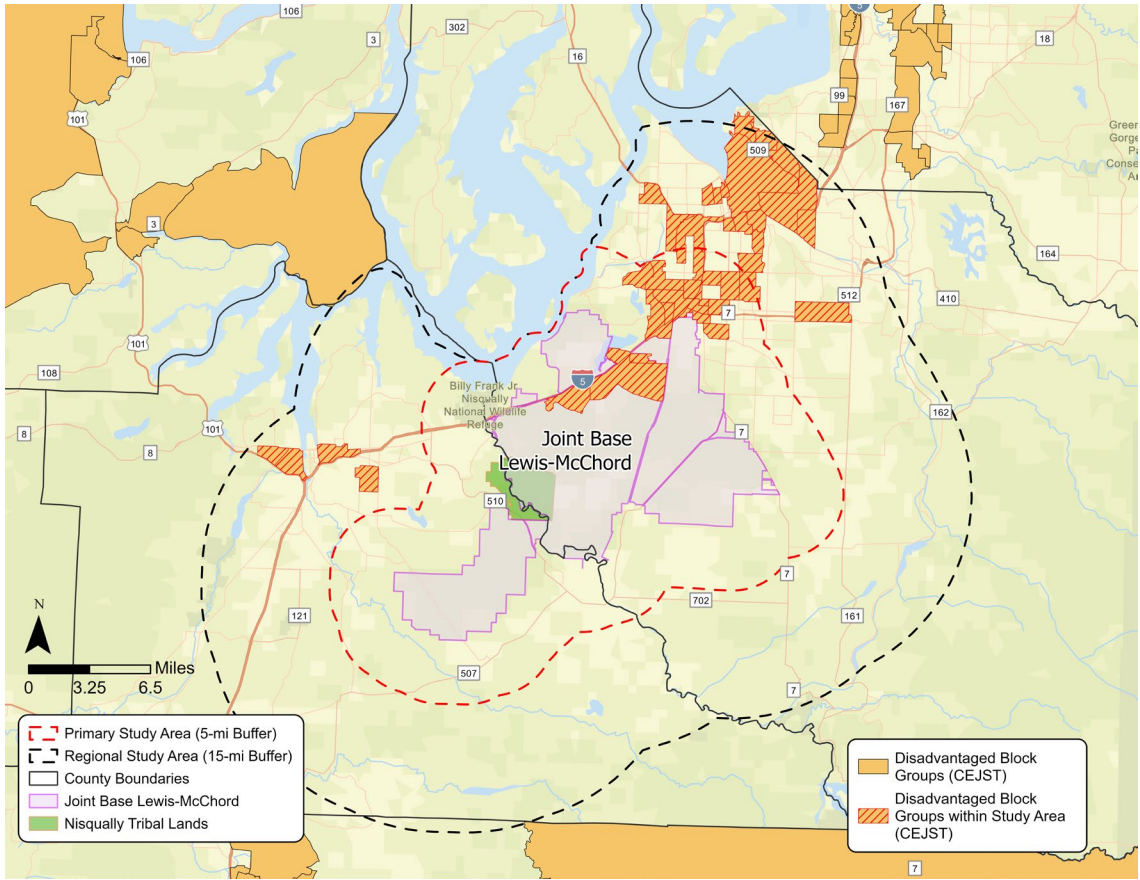 106
302
3
5
18
16
106
99
167
101
509
Green
Gorge
Pa
Conse
Ar
3
164
512
410
7
101
108
5
Billy Frank Jr
Nisqually
National Wildlife
Refuge
162
101
8
8
7
Joint Base
Lewis-McChord
510
7
702
121
161
N
Miles
0 3.25 6.5
507
7
Primary Study Area (5-mi Buffer)
Regional Study Area (15-mi Buffer)
County Boundaries
Joint Base Lewis-McChord
Nisqually Tribal Lands
Disadvantaged Block
Groups (CEJST)
Disadvantaged Block
Groups within Study Area
(CEJST)
7